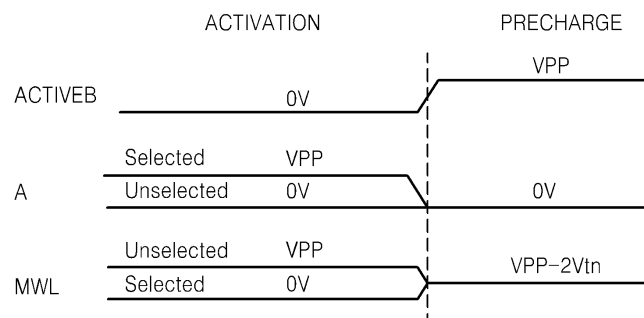 ACTIVATION PRECHARGE
VPP
ACTIVEB 0V
Selected VPP
A Unselected 0V 0V
Unselected VPP
VPP-2Vtn
MWL Selected 0V